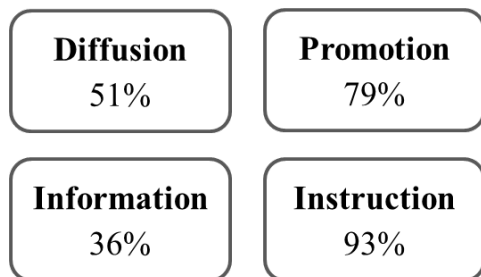 Diffusion
51%
Promotion
79%
Information
36%
Instruction
93%